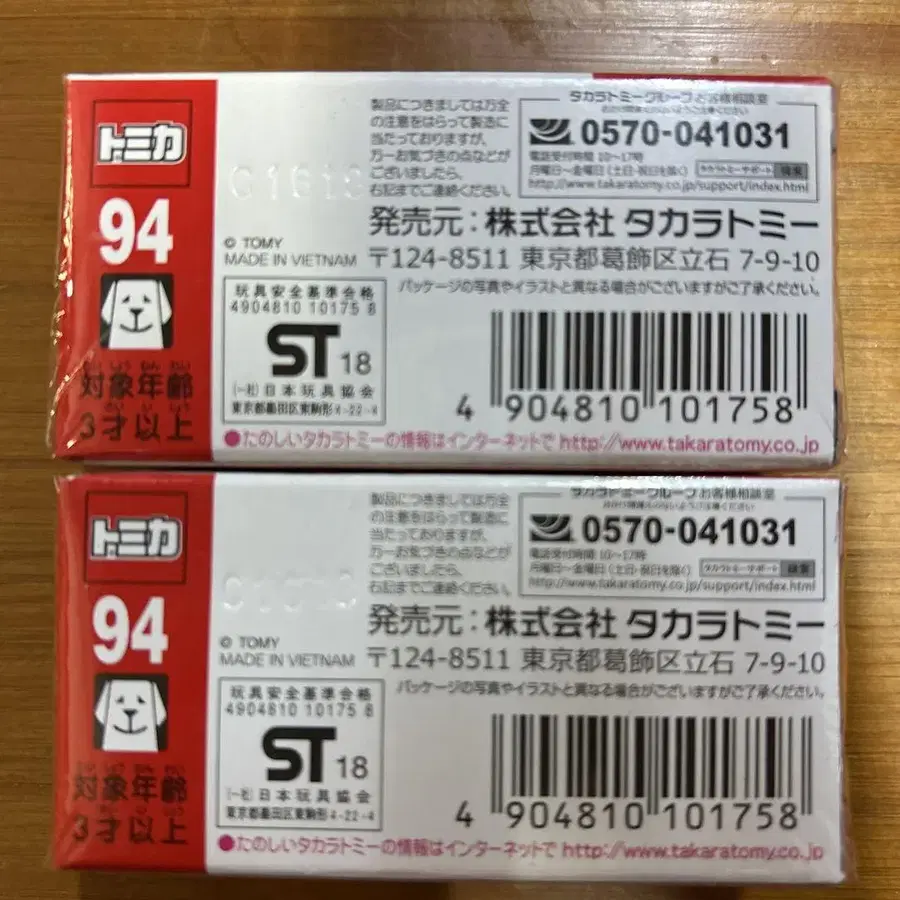 トミカ
94
対象年齢
3才以上
C1618
© TOMY
MADE IN VIETNAM
玩具安全基準合格
4904810 10175 8
ST 18
(一社)日本玩具協会
東京都墨田区東駒形4-22-4
製品につきましては万全
の注意をはらって製造に
当たっておりますが、
万一お気づきの点などが
ございましたら、
右記までご連絡ください。
タカラトミーグループお客様相談室
0570-041031
電話受付時間 10〜17時
月曜日〜金曜日(土日・祝日を除く) タカラトミーサポート 検索
http://www.takaratomy.co.jp/support/index.html
発売元:株式会社 タカラトミー
〒124-8511 東京都葛飾区立石 7-9-10
パッケージの写真やイラストと異なる場合がございますがご了承ください。
4 904810 101758
●たのしいタカラトミーの情報はインターネットで http://www.takaratomy.co.jp
トミカ
94
対象年齢
3才以上
© TOMY
MADE IN VIETNAM
玩具安全基準合格
4904810 10175 8
ST 18
(一社)日本玩具協会
東京都墨田区東駒形4-22-4
製品につきましては万全
の注意をはらって製造に
当たっておりますが、
万一お気づきの点などが
ございましたら、
右記までご連絡ください。
タカラトミーグループお客様相談室
0570-041031
電話受付時間 10〜17時
月曜日〜金曜日(土日・祝日を除く) タカラトミーサポート 検索
http://www.takaratomy.co.jp/support/index.html
発売元:株式会社 タカラトミー
〒124-8511 東京都葛飾区立石 7-9-10
パッケージの写真やイラストと異なる場合がございますがご了承ください。
4 904810 101758
●たのしいタカラトミーの情報はインターネットで http://www.takaratomy.co.jp